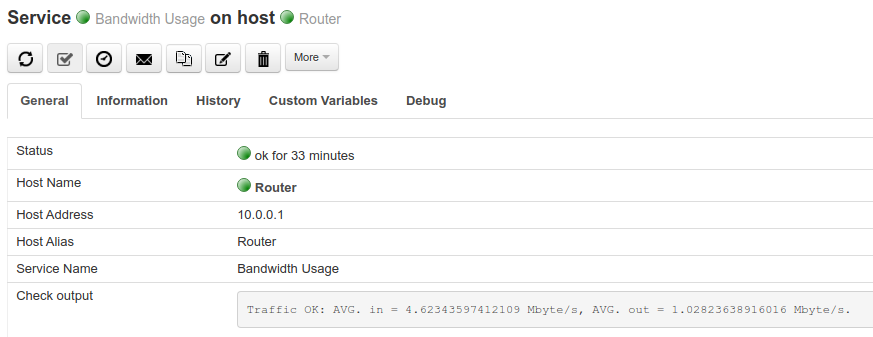 Service Bandwidth Usage on host Router
More
General Information History Custom Variables Debug
Status ok for 33 minutes
Host Name Router
Host Address 10.0.0.1
Host Alias Router
Service Name Bandwidth Usage
Check output
Traffic OK: AVG. in = 4.62343597412109 Mbyte/s, AVG. out = 1.02823638916016 Mbyte/s.